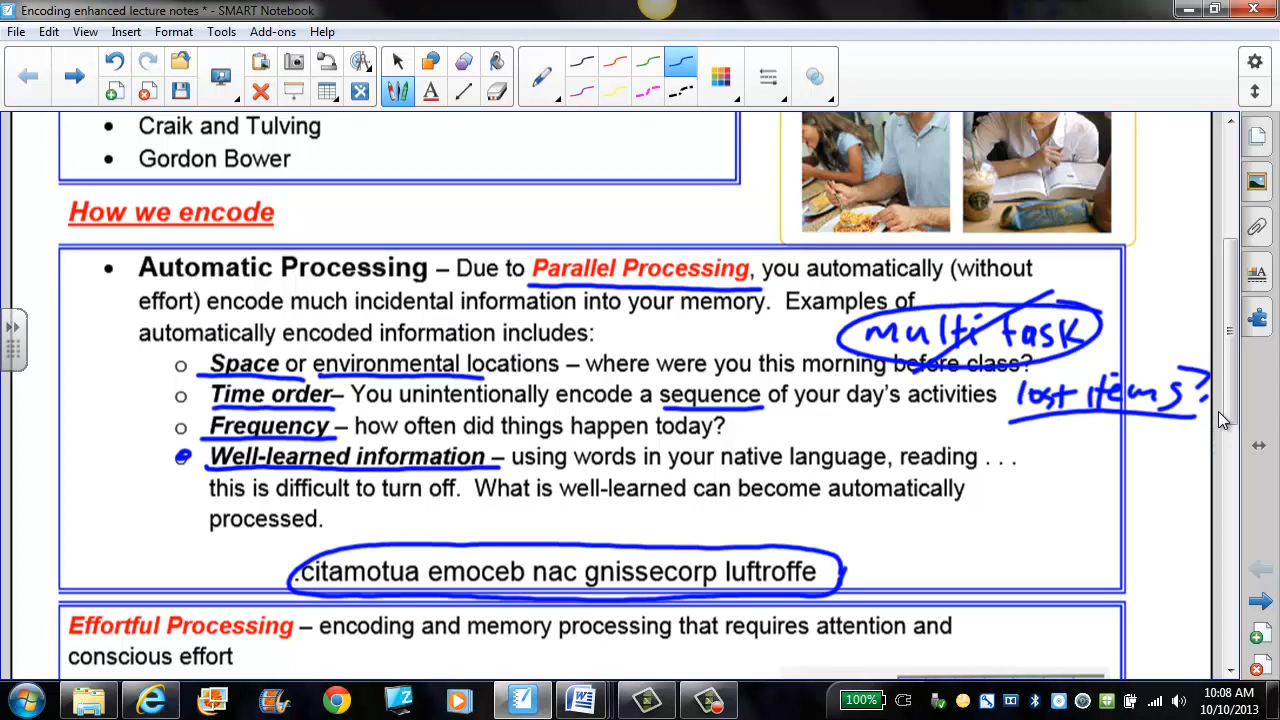 Encoding enhanced lecture notes * - SMART Notebook
File Edit View Insert Format Tools Add-ons Help
• Craik and Tulving
• Gordon Bower
How we encode
• Automatic Processing – Due to Parallel Processing, you automatically (without
effort) encode much incidental information into your memory. Examples of
automatically encoded information includes:
multi task
o Space or environmental locations – where were you this morning before class?
o Time order– You unintentionally encode a sequence of your day's activities
lost items?
o Frequency – how often did things happen today?
o Well-learned information – using words in your native language, reading . . .
this is difficult to turn off. What is well-learned can become automatically
processed.
.citamotua emoceb nac gnissecorp luftroffe
Effortful Processing – encoding and memory processing that requires attention and
conscious effort
100%
10:08 AM
10/10/2013